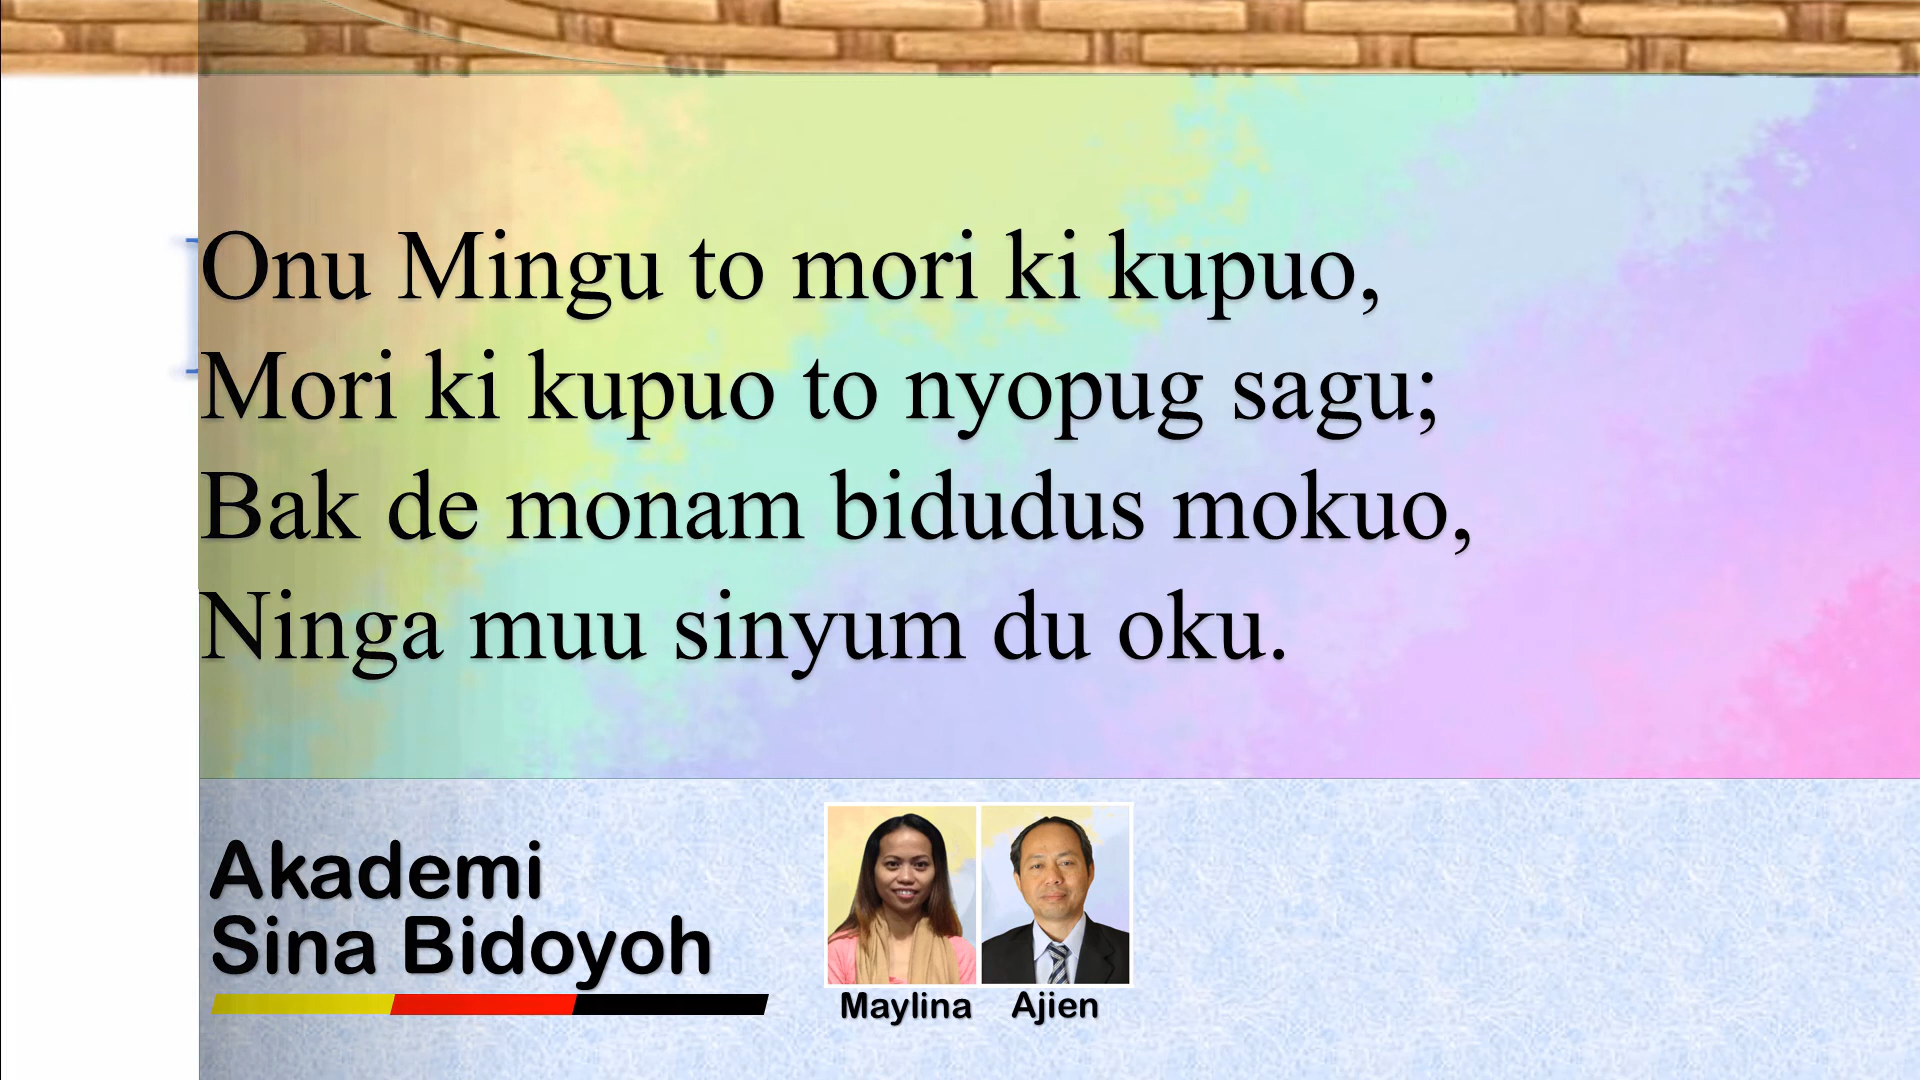 Onu Mingu to mori ki kupuo,
Mori ki kupuo to nyopug sagu;
Bak de monam bidudus mokuo,
Ninga muu sinyum du oku.
Akademi
Sina Bidoyoh
Maylina Ajien